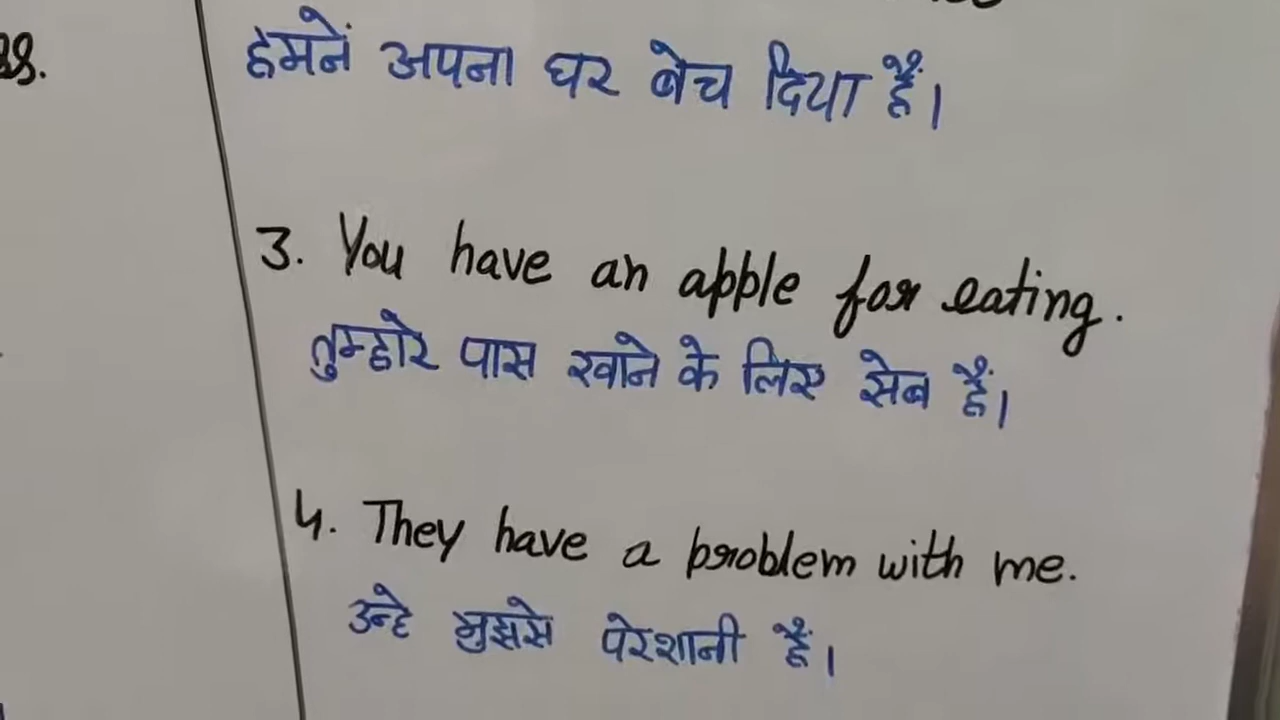 हमनें अपना घर बेच दिया हैं।
3. You have an apple for eating.
तुम्हारे पास खाने के लिए सेब हैं।
4. They have a problem with me.
उन्हे मुझसे परेशानी हैं।